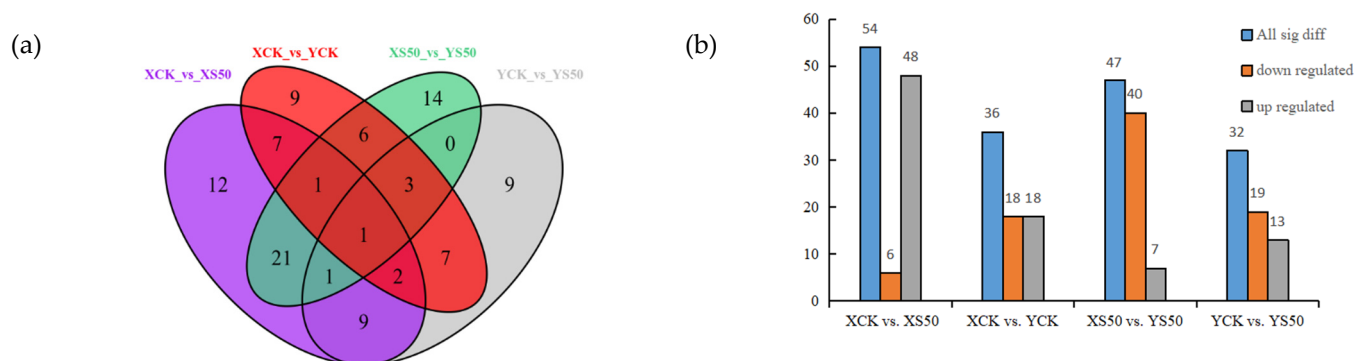 (a)
XCK_vs_YCK
XS50_vs_YS50
XCK_vs_XS50
YCK_vs_YS50
9
14
7
6
0
12
1
3
9
1
21
1
2
7
9
(b)
60
50
40
30
20
10
0
54
6
48
36
18
18
47
40
7
32
19
13
All sig diff
down regulated
up regulated
XCK vs. XS50
XCK vs. YCK
XS50 vs. YS50
YCK vs. YS50